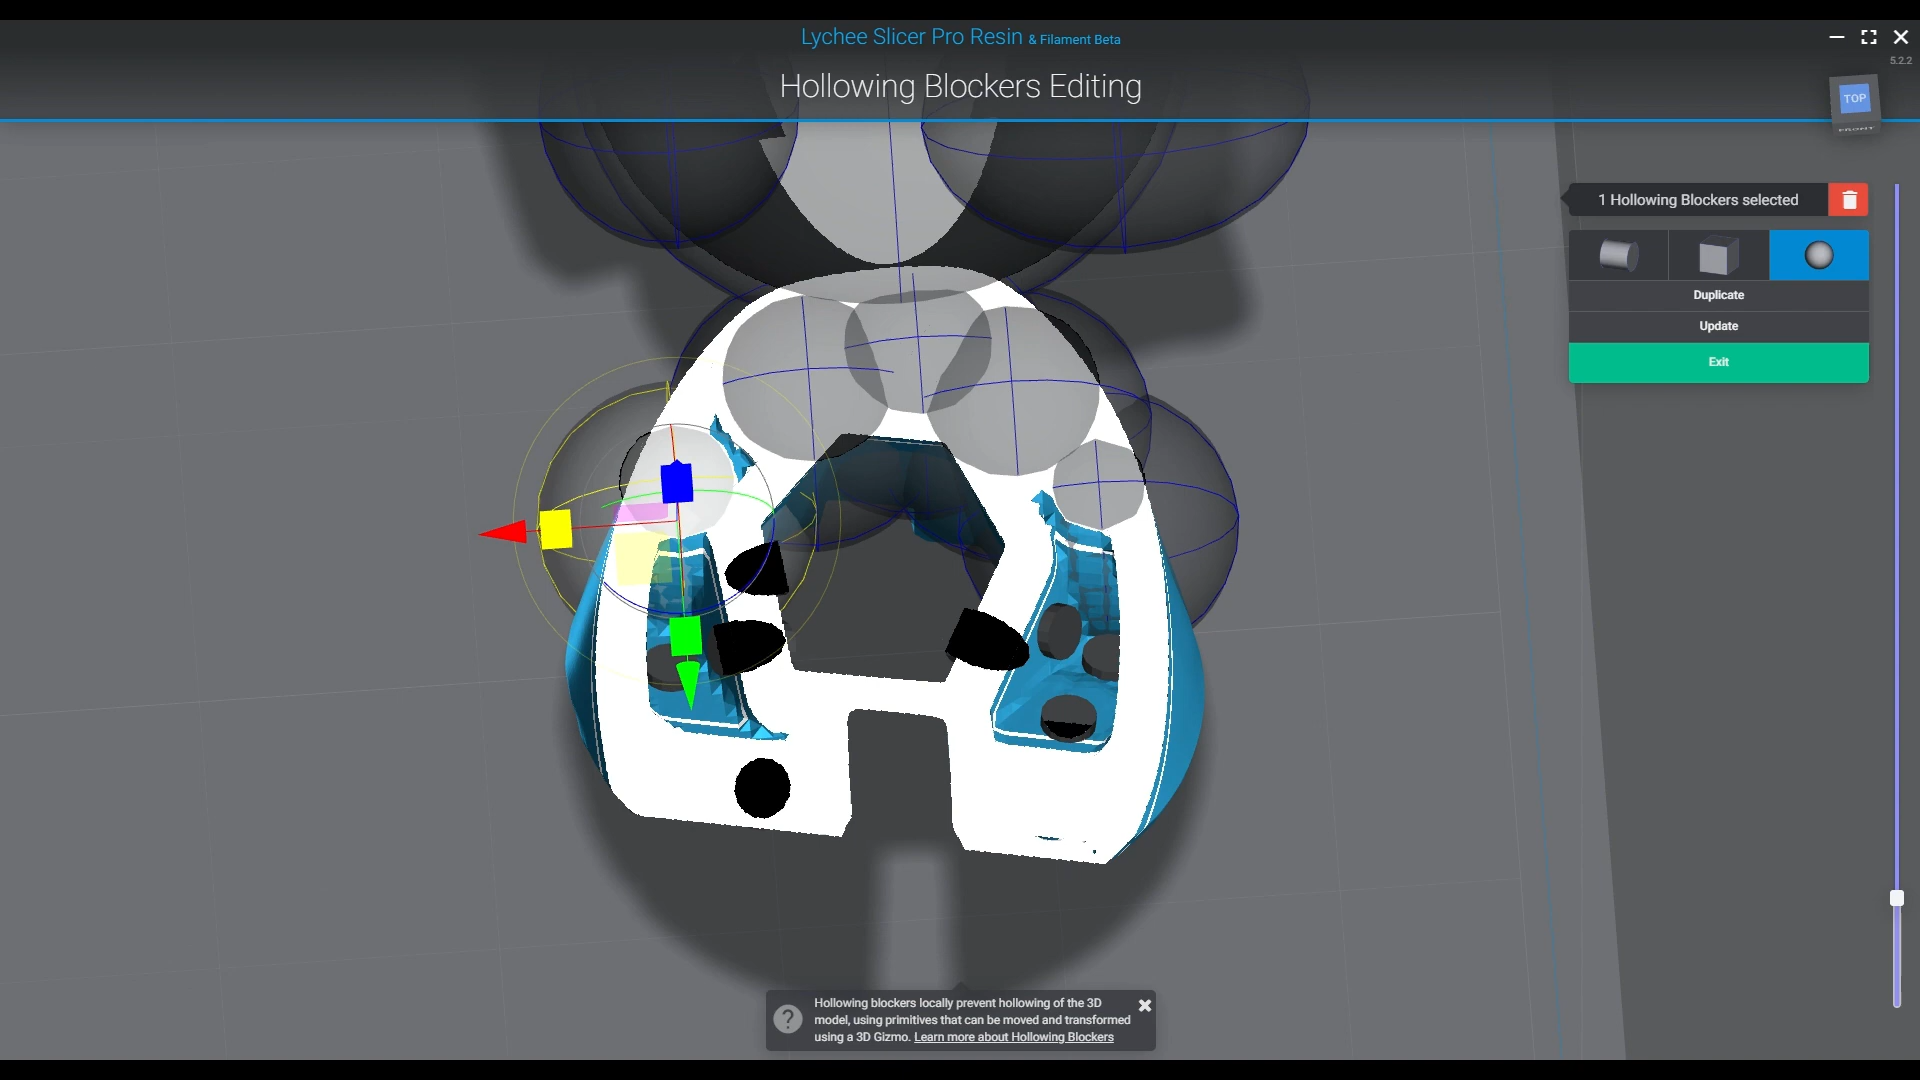 Lychee Slicer Pro Resin & Filament Beta
5.2.2
Hollowing Blockers Editing
TOP
FRONT
1 Hollowing Blockers selected
Duplicate
Update
Exit
Hollowing blockers locally prevent hollowing of the 3D
model, using primitives that can be moved and transformed
using a 3D Gizmo. Learn more about Hollowing Blockers